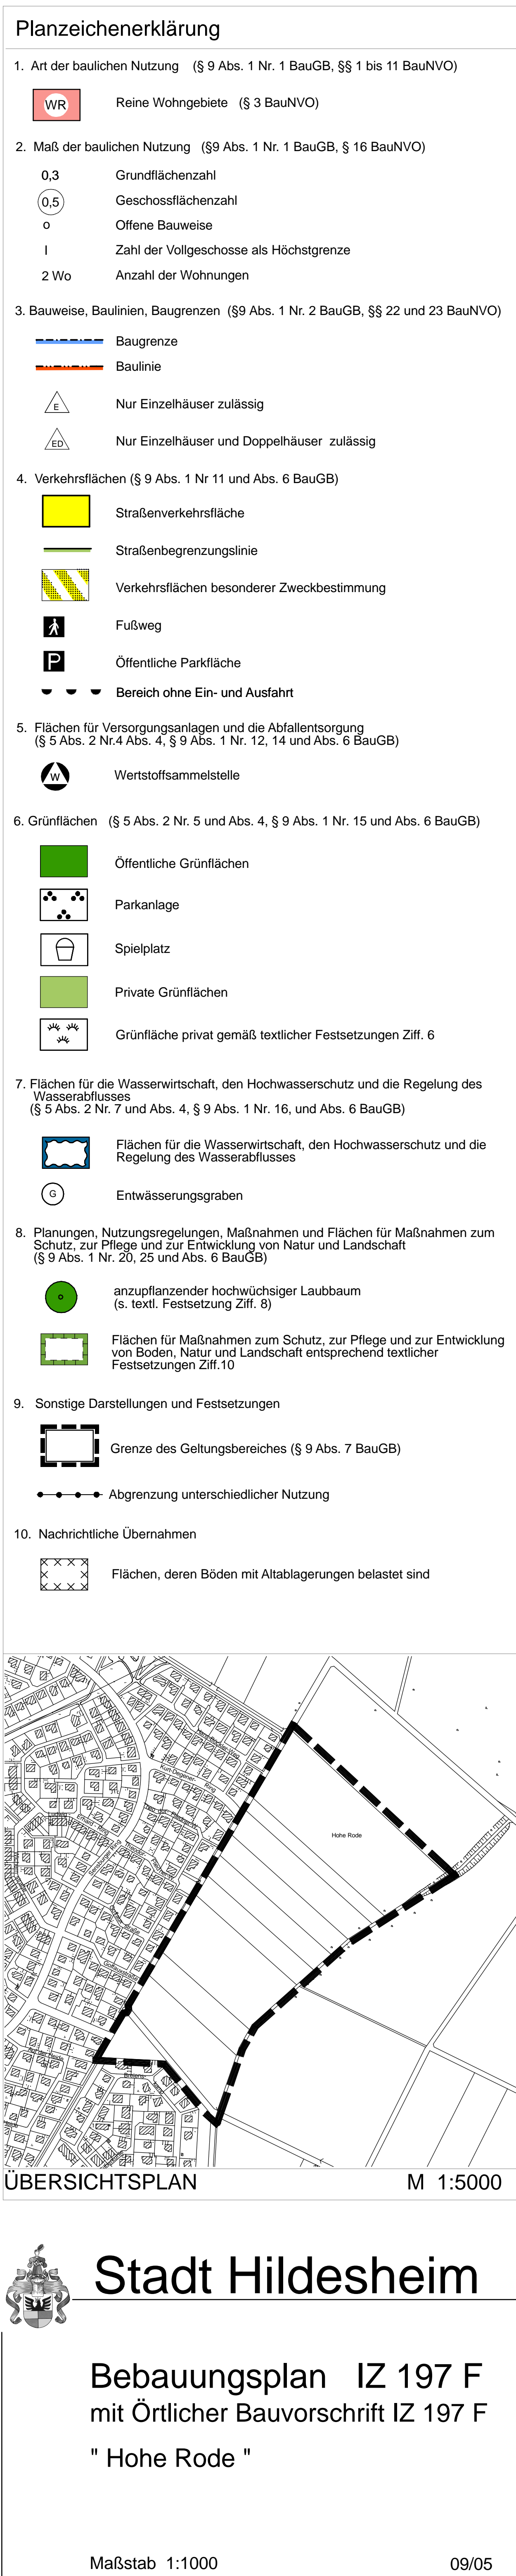 Planzeichenerklärung
1. Art der baulichen Nutzung (§ 9 Abs. 1 Nr. 1 BauGB, §§ 1 bis 11 BauNVO)
WR Reine Wohngebiete (§ 3 BauNVO)
2. Maß der baulichen Nutzung (§9 Abs. 1 Nr. 1 BauGB, § 16 BauNVO)
0,3 Grundflächenzahl
0,5 Geschossflächenzahl
o Offene Bauweise
I Zahl der Vollgeschosse als Höchstgrenze
2 Wo Anzahl der Wohnungen
3. Bauweise, Baulinien, Baugrenzen (§9 Abs. 1 Nr. 2 BauGB, §§ 22 und 23 BauNVO)
Baugrenze
Baulinie
E Nur Einzelhäuser zulässig
ED Nur Einzelhäuser und Doppelhäuser zulässig
4. Verkehrsflächen (§ 9 Abs. 1 Nr 11 und Abs. 6 BauGB)
Straßenverkehrsfläche
Straßenbegrenzungslinie
Verkehrsflächen besonderer Zweckbestimmung
Fußweg
P Öffentliche Parkfläche
Bereich ohne Ein- und Ausfahrt
5. Flächen für Versorgungsanlagen und die Abfallentsorgung
(§ 5 Abs. 2 Nr.4 Abs. 4, § 9 Abs. 1 Nr. 12, 14 und Abs. 6 BauGB)
W Wertstoffsammelstelle
6. Grünflächen (§ 5 Abs. 2 Nr. 5 und Abs. 4, § 9 Abs. 1 Nr. 15 und Abs. 6 BauGB)
Öffentliche Grünflächen
Parkanlage
Spielplatz
Private Grünflächen
Grünfläche privat gemäß textlicher Festsetzungen Ziff. 6
7. Flächen für die Wasserwirtschaft, den Hochwasserschutz und die Regelung des
Wasserabflusses
(§ 5 Abs. 2 Nr. 7 und Abs. 4, § 9 Abs. 1 Nr. 16, und Abs. 6 BauGB)
Flächen für die Wasserwirtschaft, den Hochwasserschutz und die
Regelung des Wasserabflusses
G Entwässerungsgraben
8. Planungen, Nutzungsregelungen, Maßnahmen und Flächen für Maßnahmen zum
Schutz, zur Pflege und zur Entwicklung von Natur und Landschaft
(§ 9 Abs. 1 Nr. 20, 25 und Abs. 6 BauGB)
anzupflanzender hochwüchsiger Laubbaum
(s. textl. Festsetzung Ziff. 8)
Flächen für Maßnahmen zum Schutz, zur Pflege und zur Entwicklung
von Boden, Natur und Landschaft entsprechend textlicher
Festsetzungen Ziff.10
9. Sonstige Darstellungen und Festsetzungen
Grenze des Geltungsbereiches (§ 9 Abs. 7 BauGB)
Abgrenzung unterschiedlicher Nutzung
10. Nachrichtliche Übernahmen
Flächen, deren Böden mit Altablagerungen belastet sind
Hohe Rode
ÜBERSICHTSPLAN M 1:5000
Stadt Hildesheim
Bebauungsplan IZ 197 F
mit Örtlicher Bauvorschrift IZ 197 F
" Hohe Rode "
Maßstab 1:1000 09/05